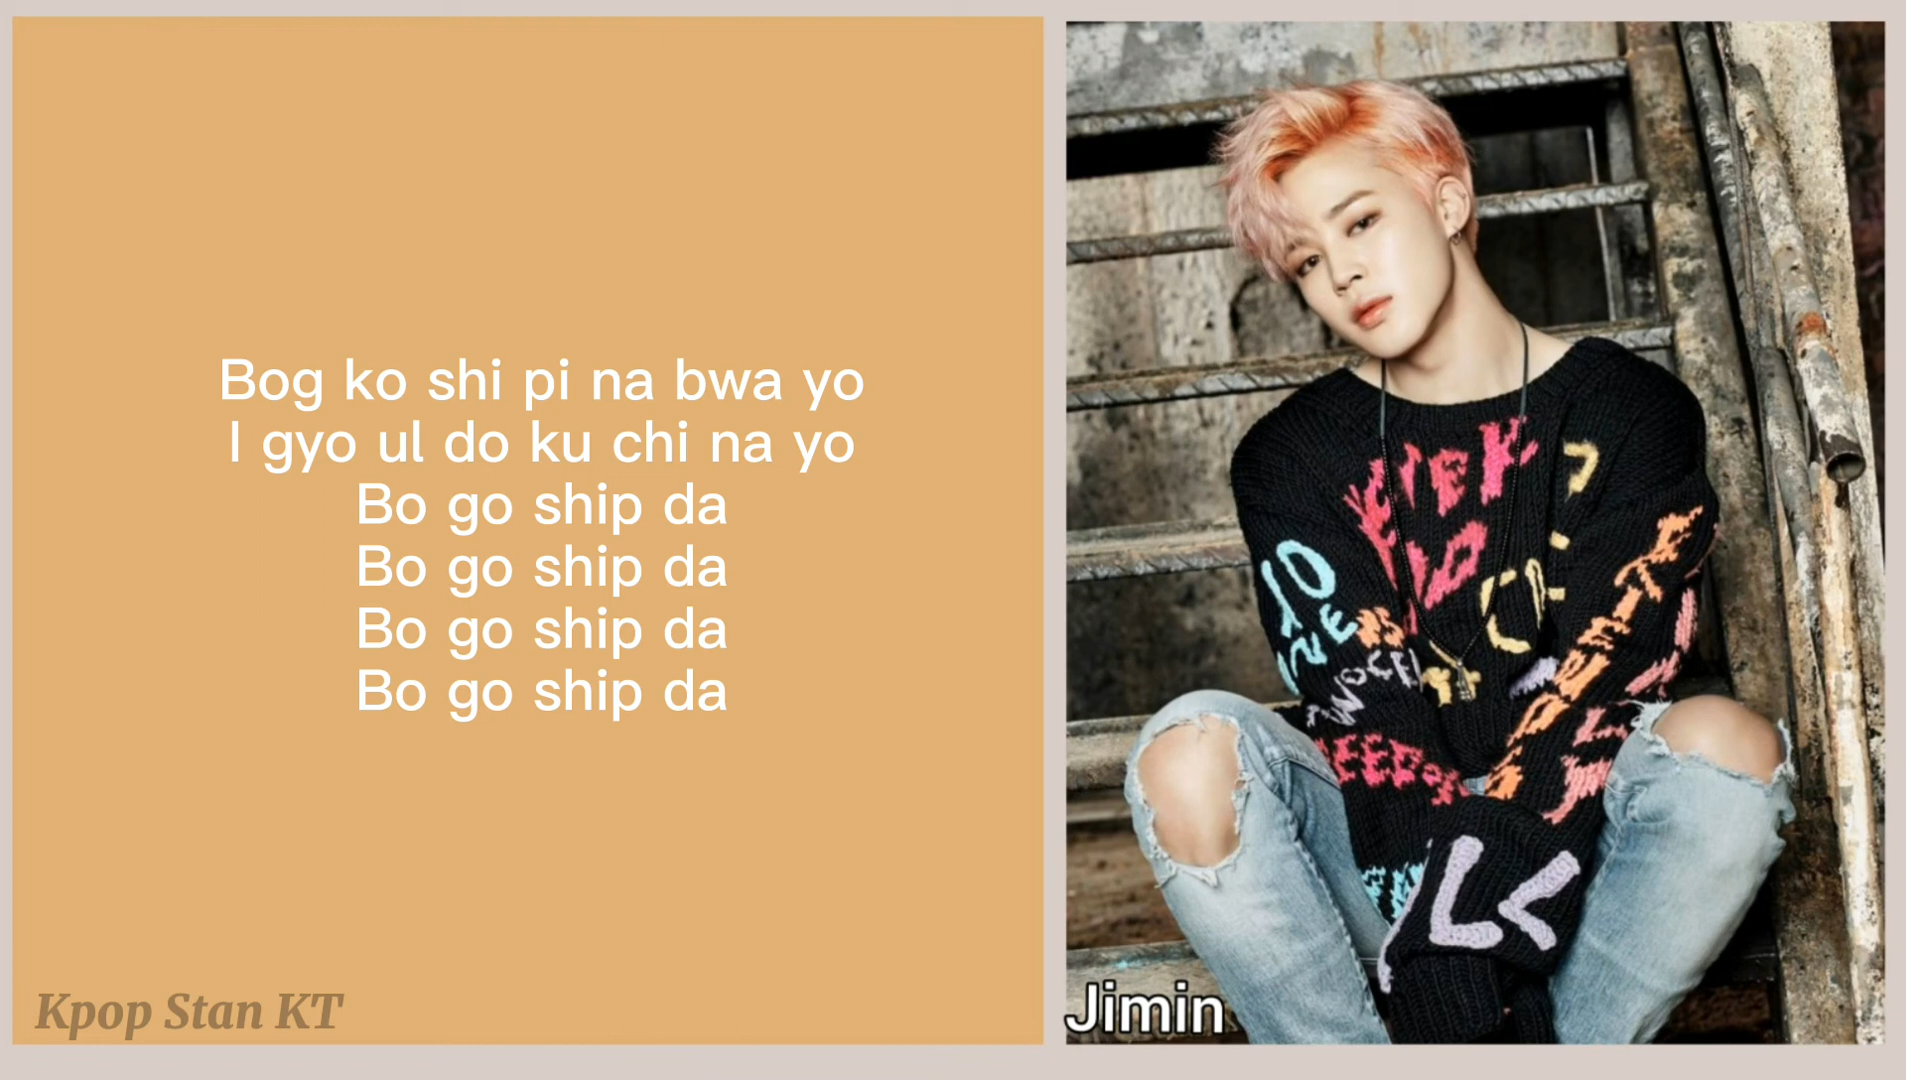 Bog ko shi pi na bwa yo
I gyo ul do ku chi na yo
Bo go ship da
Bo go ship da
Bo go ship da
Bo go ship da
Kpop Stan KT
Jimin